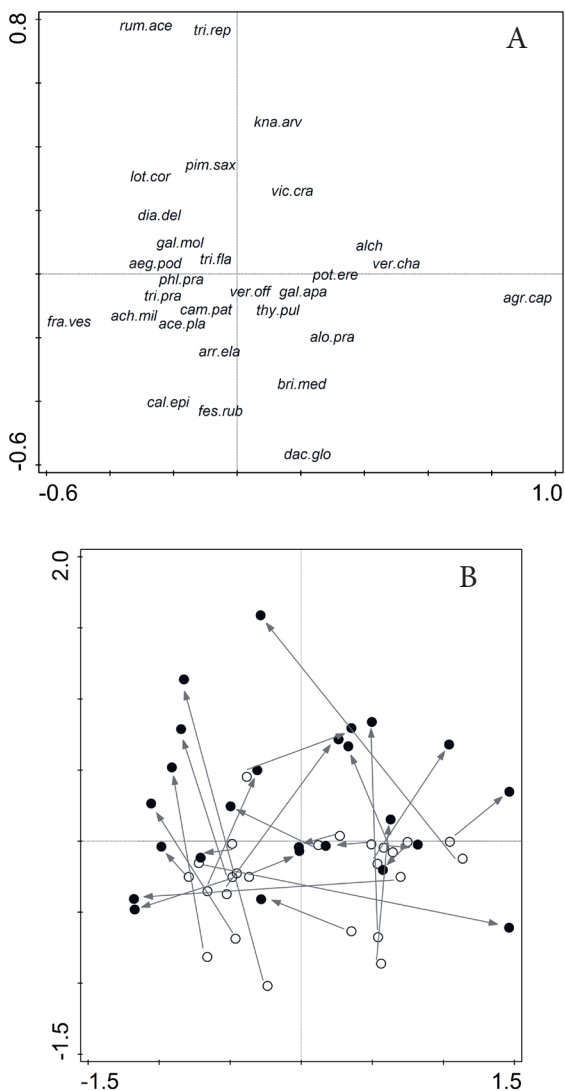 A
0.8
rum.ace
tri.rep
kna.arv
pim.sax
lot.cor
vic.cra
dia.del
gal.mol
alch
aeg.pod
tri.fla
ver.cha
pot.ere
phl.pra
tri.pra
ver.off
gal.apa
agr.cap
ach.mil
cam.pat
thy.pul
fra.ves
ace.pla
alo.pra
arr.ela
bri.med
cal.epi
fes.rub
dac.glo
-0.6
-0.6
1.0
B
2.0
-1.5
-1.5
1.5